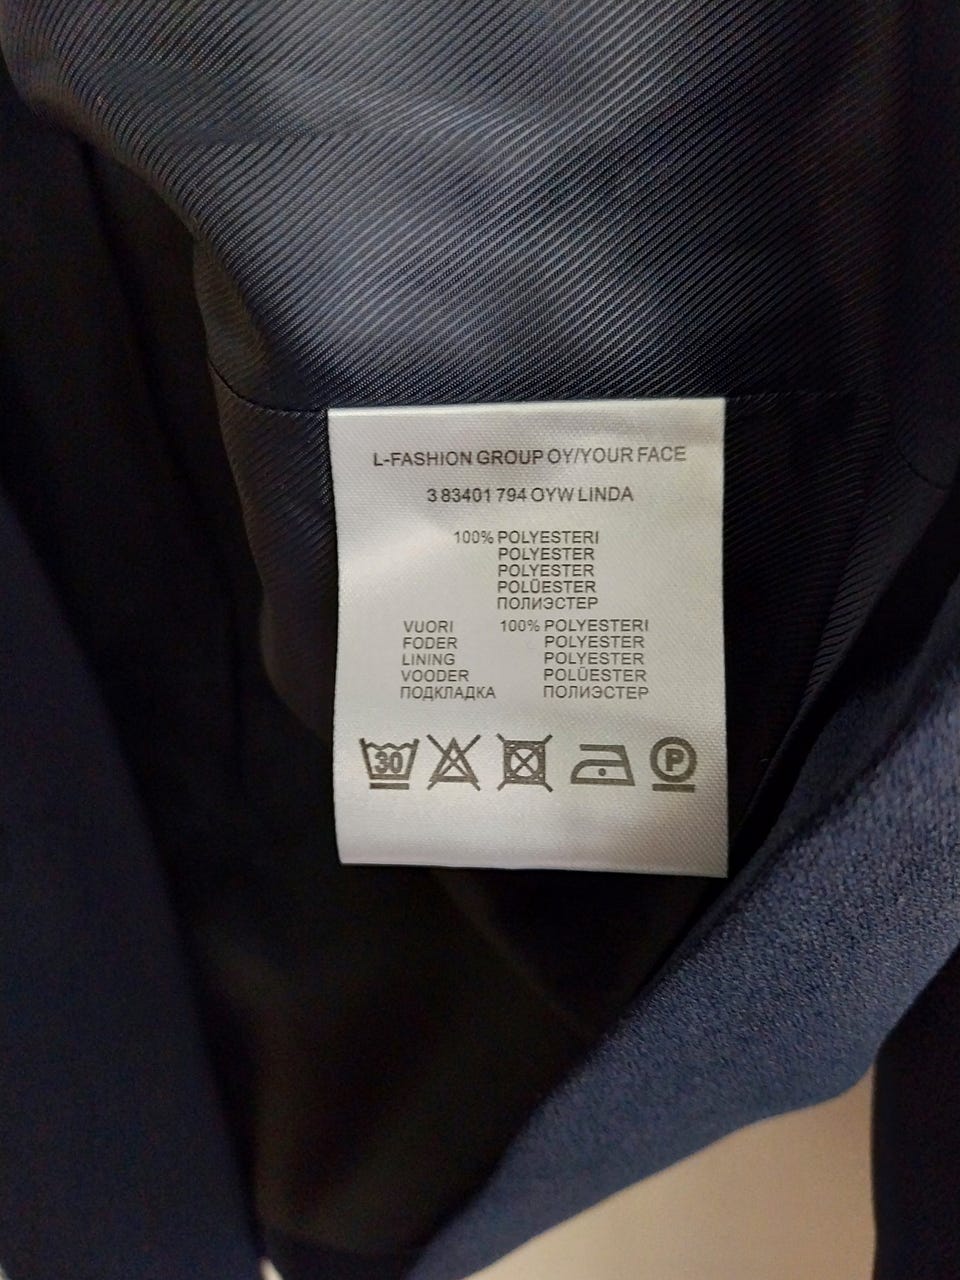 L-FASHION GROUP OY/YOUR FACE
3 83401 794 OYW LINDA
100% POLYESTERI
POLYESTER
POLYESTER
POLÜESTER
ПОЛИЭСТЕР
VUORI 100% POLYESTERI
FODER POLYESTER
LINING POLYESTER
VOODER POLÜESTER
ПОДКЛАДКА ПОЛИЭСТЕР
30 P